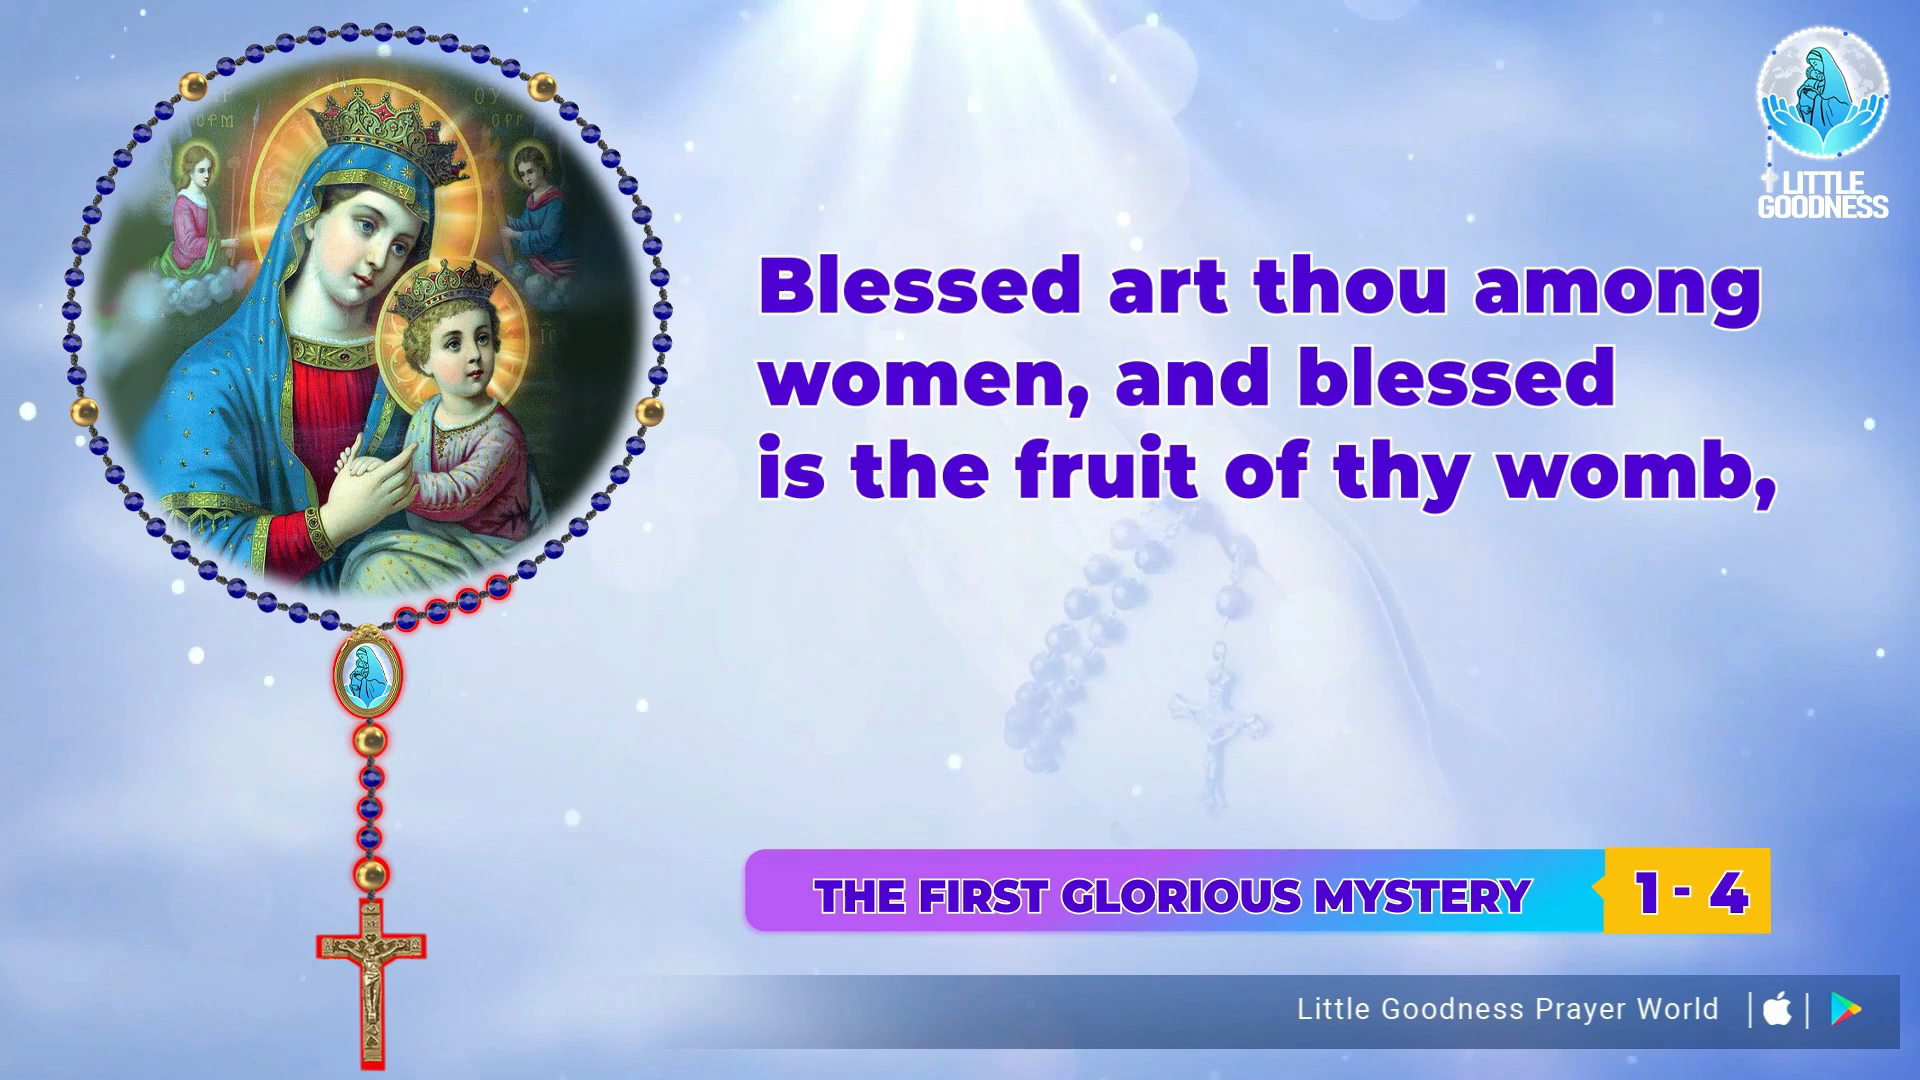 LITTLE
GOODNESS
Blessed art thou among
women, and blessed
is the fruit of thy womb,
THE FIRST GLORIOUS MYSTERY 1 - 4
Little Goodness Prayer World